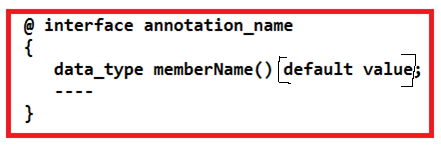 @ interface annotation_name
{
data_type memberName() [default value];
----
}